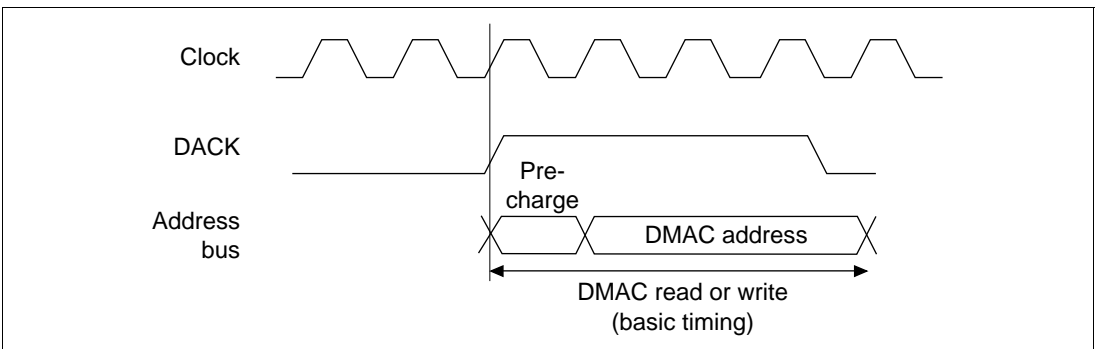 Clock
DACK
Pre-
charge
Address
bus
DMAC address
DMAC read or write
(basic timing)